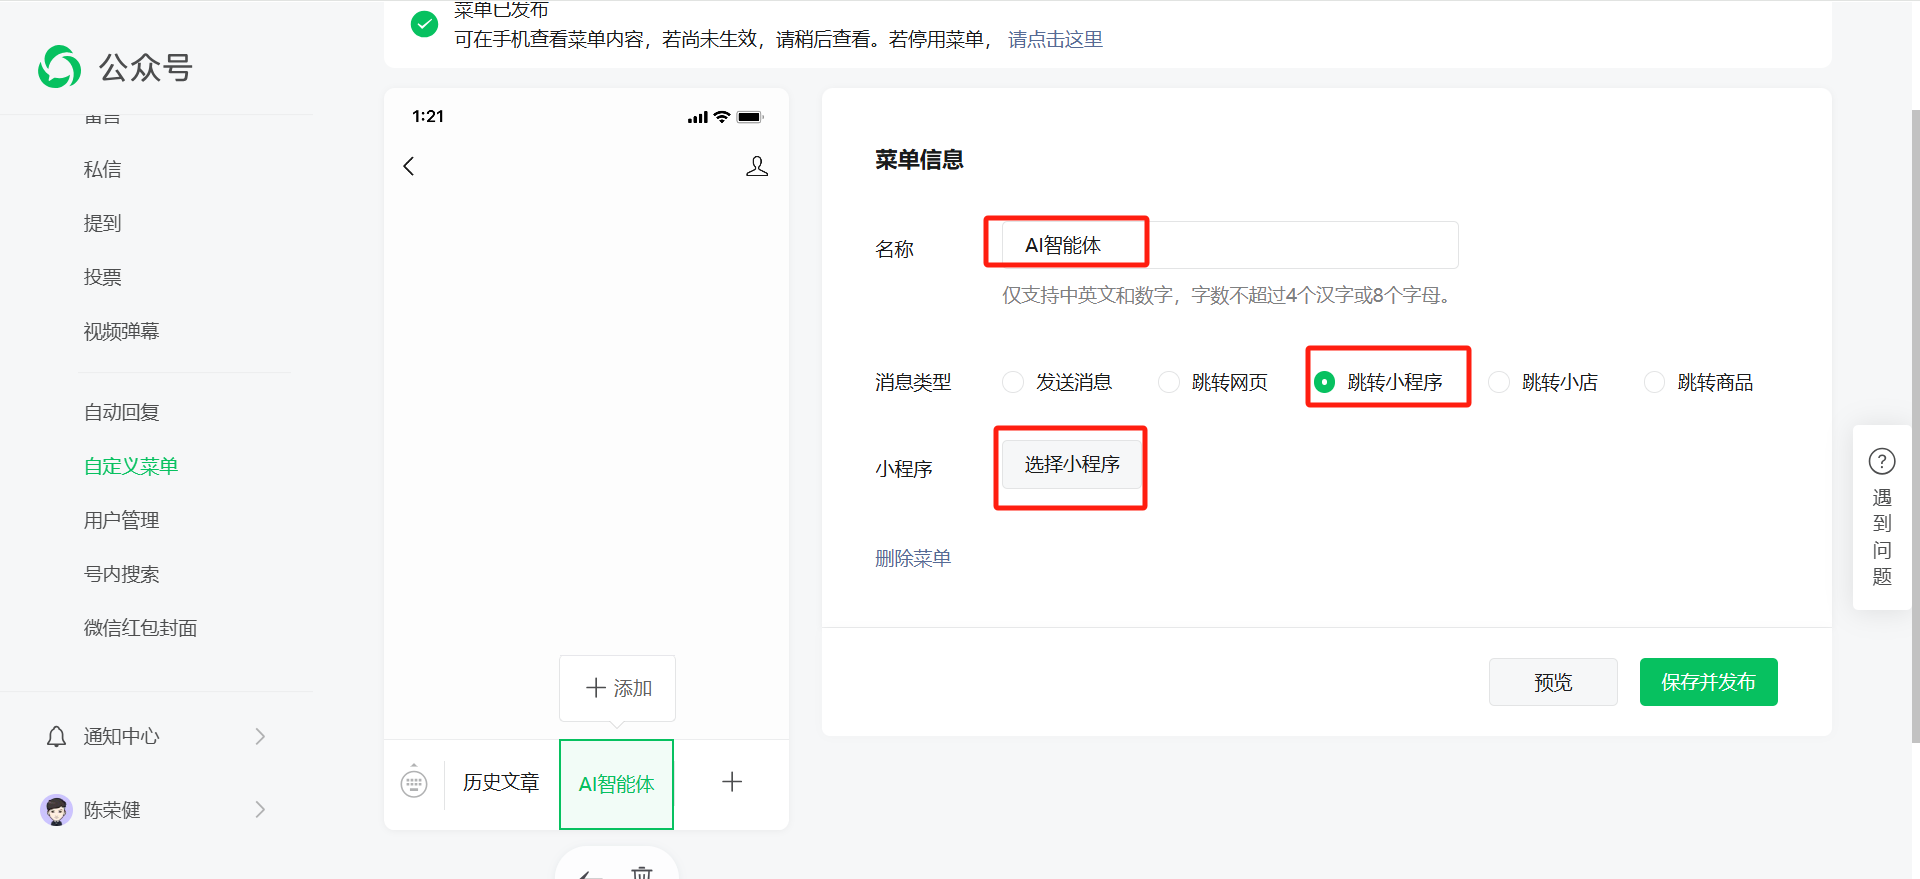 菜单已发布
可在手机查看菜单内容，若尚未生效，请稍后查看。若停用菜单， 请点击这里
公众号
留言
私信
提到
投票
视频弹幕
自动回复
自定义菜单
用户管理
号内搜索
微信红包封面
通知中心
陈荣健
1:21
添加
历史文章
AI智能体
菜单信息
名称
AI智能体
仅支持中英文和数字，字数不超过4个汉字或8个字母。
消息类型
发送消息 跳转网页 跳转小程序 跳转小店 跳转商品
小程序
选择小程序
删除菜单
预览
保存并发布
遇
到
问
题